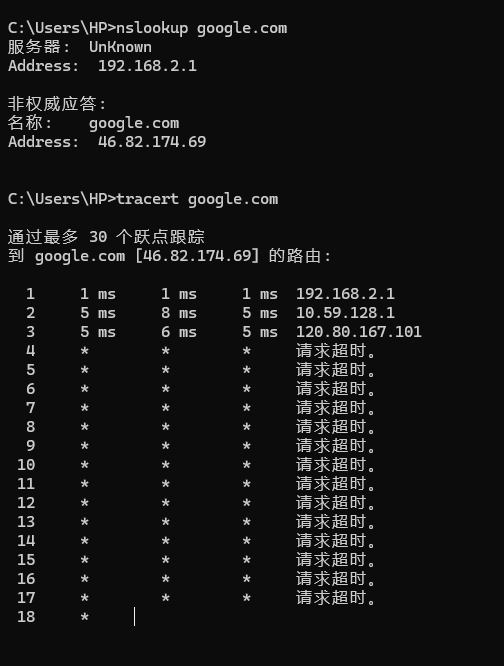 C:\Users\HP>nslookup google.com
服务器:  UnKnown
Address:  192.168.2.1
非权威应答:
名称:    google.com
Address:  46.82.174.69
C:\Users\HP>tracert google.com
通过最多 30 个跃点跟踪
到 google.com [46.82.174.69] 的路由:
  1     1 ms     1 ms     1 ms  192.168.2.1
  2     5 ms     8 ms     5 ms  10.59.128.1
  3     5 ms     6 ms     5 ms  120.80.167.101
  4     *        *        *     请求超时。
  5     *        *        *     请求超时。
  6     *        *        *     请求超时。
  7     *        *        *     请求超时。
  8     *        *        *     请求超时。
  9     *        *        *     请求超时。
 10     *        *        *     请求超时。
 11     *        *        *     请求超时。
 12     *        *        *     请求超时。
 13     *        *        *     请求超时。
 14     *        *        *     请求超时。
 15     *        *        *     请求超时。
 16     *        *        *     请求超时。
 17     *        *        *     请求超时。
 18     *